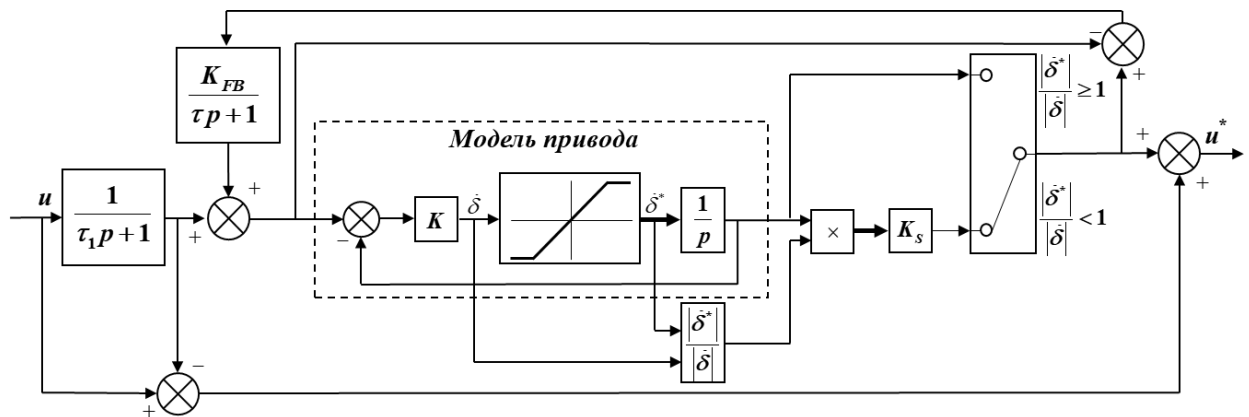 −
+
K_FB
τp+1
|δ̇*|
|δ̇|
≥1
Модель привода
+
u*
+
u
1
τ₁p+1
+
+
−
K
δ̇
δ̇*
1
p
×
K_S
|δ̇*|
|δ̇|
<1
|δ̇*|
|δ̇|
−
+